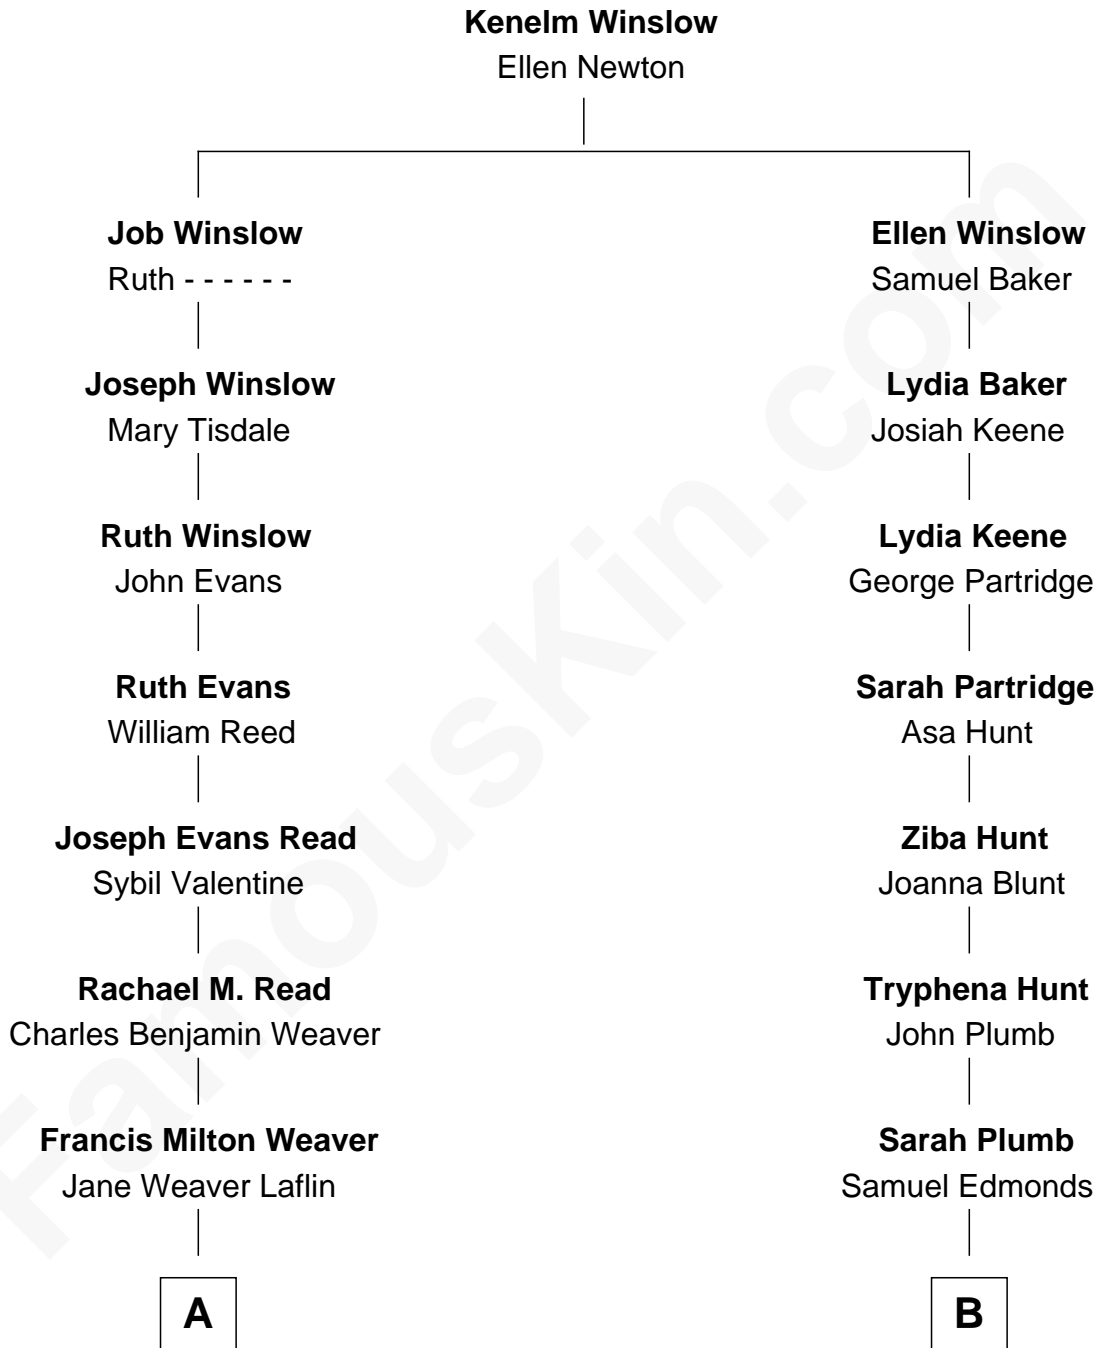 Kenelm Winslow
Ellen Newton
Job Winslow
Ruth - - - - - -
Ellen Winslow
Samuel Baker
Joseph Winslow
Mary Tisdale
Lydia Baker
Josiah Keene
Ruth Winslow
John Evans
Lydia Keene
George Partridge
Ruth Evans
William Reed
Sarah Partridge
Asa Hunt
Joseph Evans Read
Sybil Valentine
Ziba Hunt
Joanna Blunt
Rachael M. Read
Charles Benjamin Weaver
Tryphena Hunt
John Plumb
Francis Milton Weaver
Jane Weaver Laflin
Sarah Plumb
Samuel Edmonds
A
B
FamousKin.com